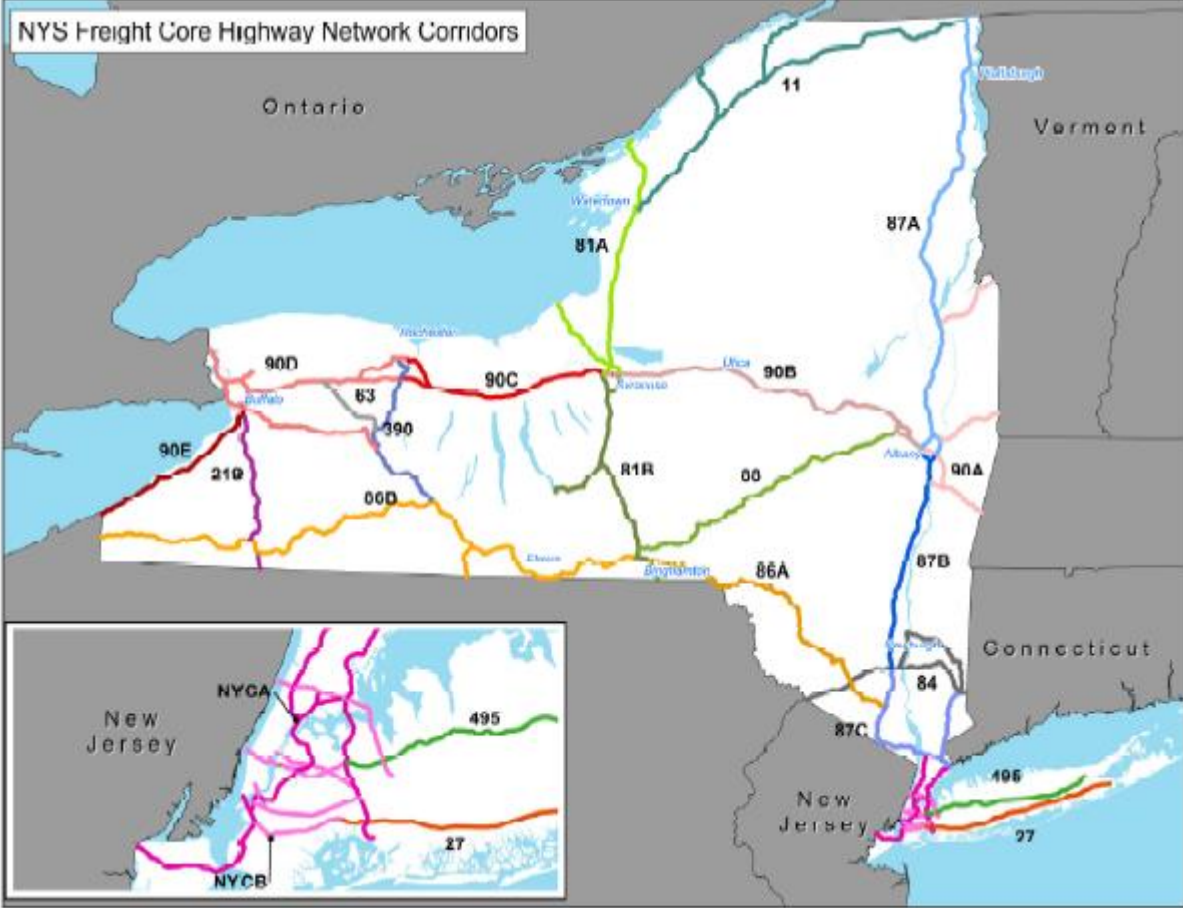 NYS Freight Core Highway Network Corridors
Ontario
11
Plattsburgh
Vermont
Watertown
81A
87A
Rochester
90D
90C
Utica
90B
63
Syracuse
Buffalo
390
90E
219
81B
Albany
90A
Elmira
Binghamton
86A
87B
Connecticut
84
87C
NYCA
New
Jersey
495
27
NYCB
495
New
Jersey
27